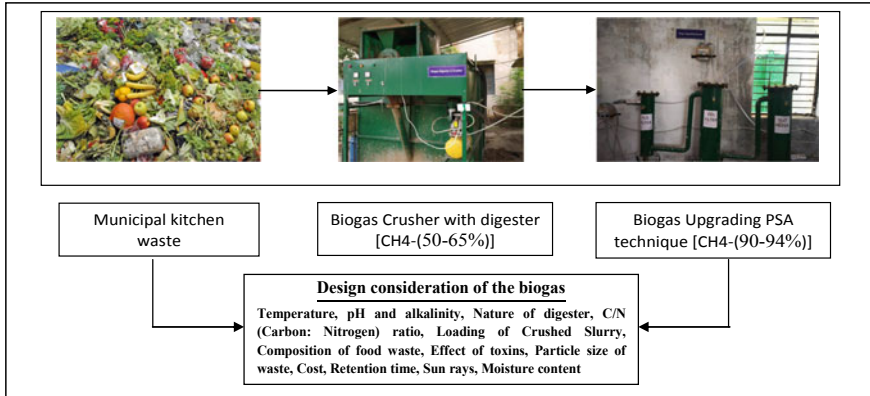 Municipal kitchen
waste
Biogas Crusher with digester
[CH4-(50-65%)]
Biogas Upgrading PSA
technique [CH4-(90-94%)]
Design consideration of the biogas
Temperature, pH and alkalinity, Nature of digester, C/N
(Carbon: Nitrogen) ratio, Loading of Crushed Slurry,
Composition of food waste, Effect of toxins, Particle size of
waste, Cost, Retention time, Sun rays, Moisture content